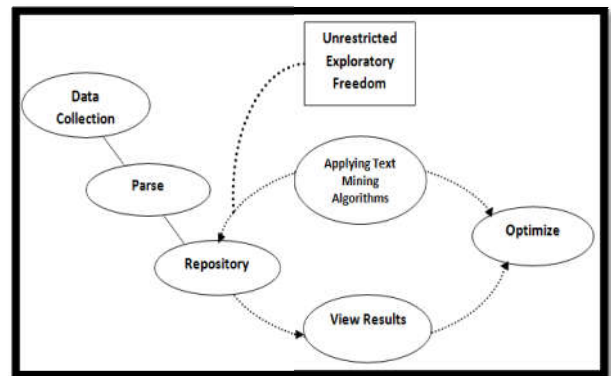 Unrestricted
Exploratory
Freedom
Data
Collection
Applying Text
Mining
Algorithms
Parse
Optimize
Repository
View Results